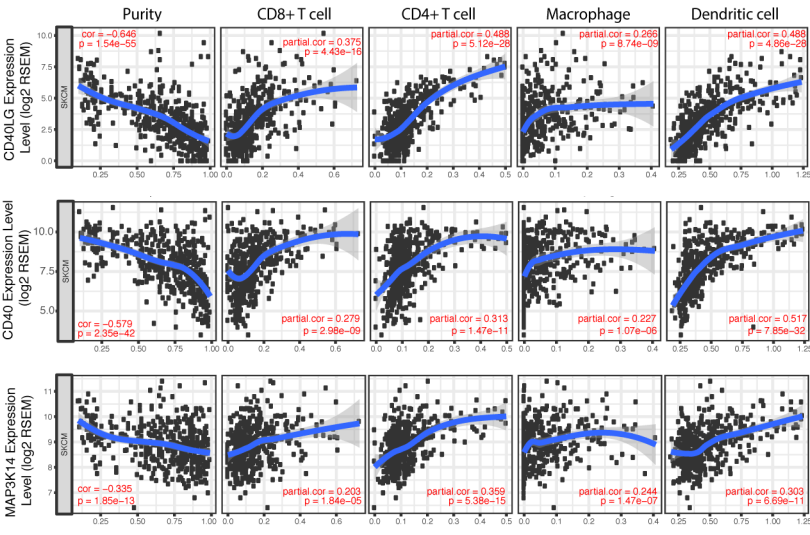 Purity CD8+ T cell CD4+ T cell Macrophage Dendritic cell
CD40LG Expression
Level (log2 RSEM)
SKCM
10.0
7.5
5.0
2.5
0.0
cor = −0.646
p = 1.54e−55
partial.cor = 0.375
p = 4.43e−16
partial.cor = 0.488
p = 5.12e−28
partial.cor = 0.266
p = 8.74e−09
partial.cor = 0.488
p = 4.86e−28
0.25 0.50 0.75 1.00 0.0 0.2 0.4 0.6 0.0 0.1 0.2 0.3 0.4 0.5 0.0 0.1 0.2 0.3 0.4 0.25 0.50 0.75 1.00 1.25
CD40 Expression Level
(log2 RSEM)
SKCM
10.0
7.5
5.0
cor = −0.579
p = 2.35e−42
partial.cor = 0.279
p = 2.98e−09
partial.cor = 0.313
p = 1.47e−11
partial.cor = 0.227
p = 1.07e−06
partial.cor = 0.517
p = 7.85e−32
0.25 0.50 0.75 1.00 0.0 0.2 0.4 0.6 0.0 0.1 0.2 0.3 0.4 0.5 0.0 0.1 0.2 0.3 0.4 0.25 0.50 0.75 1.00 1.25
MAP3K14 Expression
Level (log2 RSEM)
SKCM
11
10
9
8
7
cor = −0.335
p = 1.85e−13
partial.cor = 0.203
p = 1.84e−05
partial.cor = 0.359
p = 5.38e−15
partial.cor = 0.244
p = 1.47e−07
partial.cor = 0.303
p = 6.69e−11
0.25 0.50 0.75 1.00 0.0 0.2 0.4 0.6 0.0 0.1 0.2 0.3 0.4 0.5 0.0 0.1 0.2 0.3 0.4 0.25 0.50 0.75 1.00 1.25